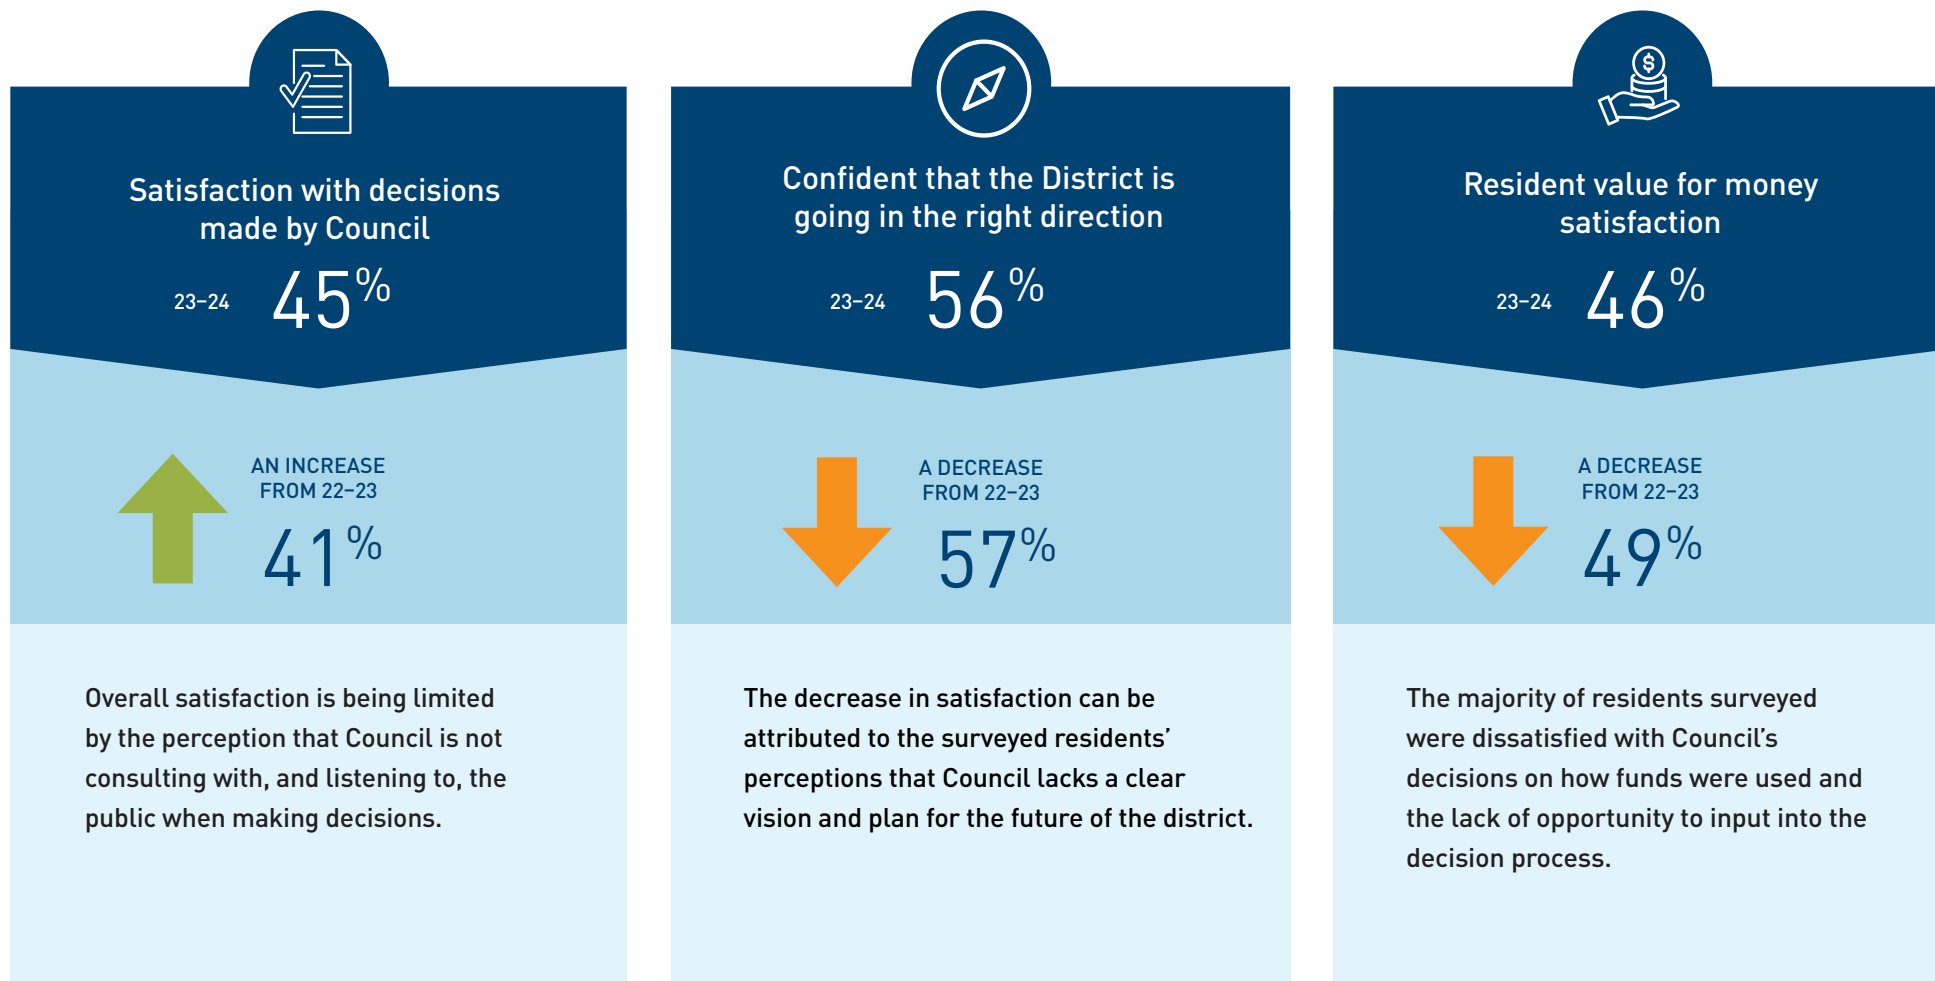 Satisfaction with decisions
made by Council
23–24 45%
AN INCREASE
FROM 22–23
41%
Overall satisfaction is being limited
by the perception that Council is not
consulting with, and listening to, the
public when making decisions.
Confident that the District is
going in the right direction
23–24 56%
A DECREASE
FROM 22–23
57%
The decrease in satisfaction can be
attributed to the surveyed residents’
perceptions that Council lacks a clear
vision and plan for the future of the district.
$
Resident value for money
satisfaction
23–24 46%
A DECREASE
FROM 22–23
49%
The majority of residents surveyed
were dissatisfied with Council’s
decisions on how funds were used and
the lack of opportunity to input into the
decision process.